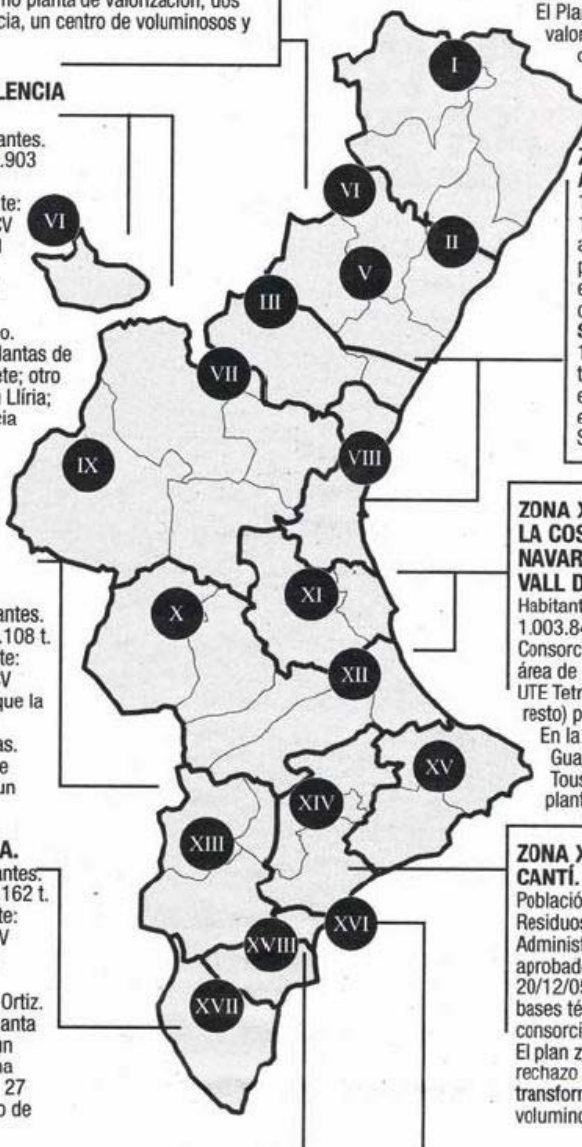 mo planta de valorización, dos
cia, un centro de voluminosos y
LENCIA
antes.
.903
te:
CV
o.
lantas de
ete; otro
Llíria;
cia
antes.
.108 t.
te:
que la
as.
e
un
A.
antes.
162 t.
te:
Ortiz.
anta
un
na
27
o de
El Plan
valor
I
VI
VI
II
V
III
VII
VIII
IX
X
XI
XII
XIII
XIV
XV
XVI
XVIII
XVII
ZONA X
LA COS
NAVAR
VALL D
Habitant
1.003.84
Consorc
área de
UTE Tetr
resto) p
En la
Gua
Tous
plant
ZONA X
CANTÍ.
Població
Residuos
Administ
aprobad
20/12/05
bases té
consorci
El plan z
rechazo
transforn
volumino